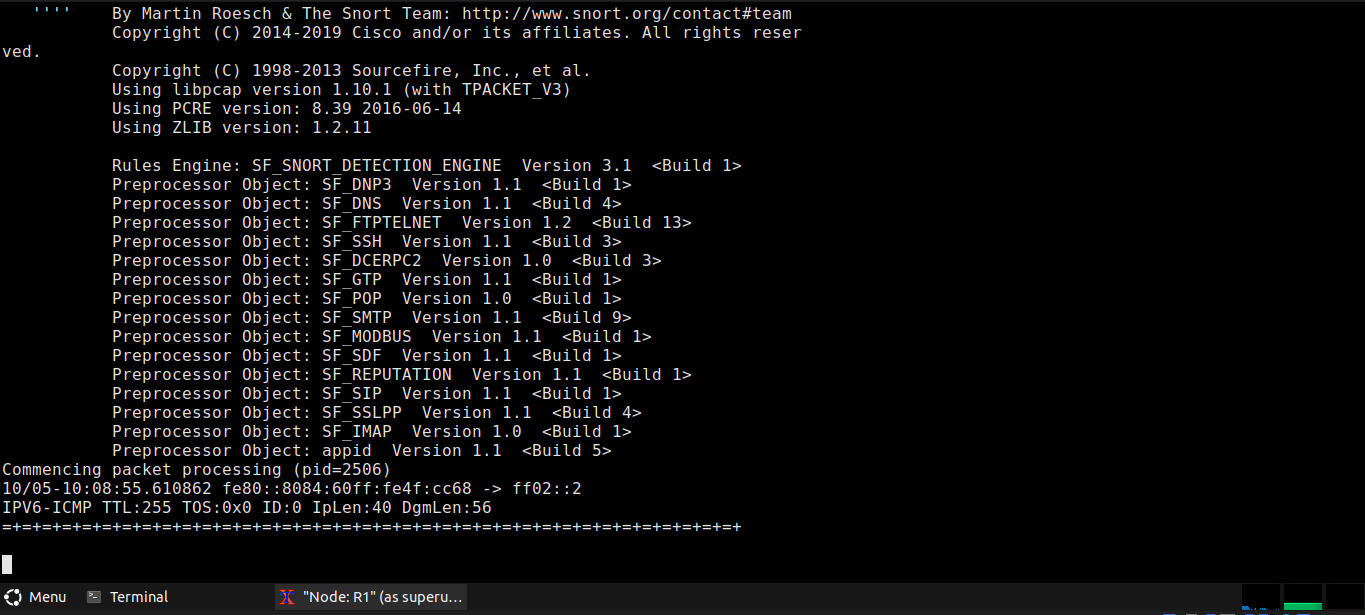 ''''    By Martin Roesch & The Snort Team: http://www.snort.org/contact#team
Copyright (C) 2014-2019 Cisco and/or its affiliates. All rights reser
ved.
Copyright (C) 1998-2013 Sourcefire, Inc., et al.
Using libpcap version 1.10.1 (with TPACKET_V3)
Using PCRE version: 8.39 2016-06-14
Using ZLIB version: 1.2.11
Rules Engine: SF_SNORT_DETECTION_ENGINE  Version 3.1  <Build 1>
Preprocessor Object: SF_DNP3  Version 1.1  <Build 1>
Preprocessor Object: SF_DNS  Version 1.1  <Build 4>
Preprocessor Object: SF_FTPTELNET  Version 1.2  <Build 13>
Preprocessor Object: SF_SSH  Version 1.1  <Build 3>
Preprocessor Object: SF_DCERPC2  Version 1.0  <Build 3>
Preprocessor Object: SF_GTP  Version 1.1  <Build 1>
Preprocessor Object: SF_POP  Version 1.0  <Build 1>
Preprocessor Object: SF_SMTP  Version 1.1  <Build 9>
Preprocessor Object: SF_MODBUS  Version 1.1  <Build 1>
Preprocessor Object: SF_SDF  Version 1.1  <Build 1>
Preprocessor Object: SF_REPUTATION  Version 1.1  <Build 1>
Preprocessor Object: SF_SIP  Version 1.1  <Build 1>
Preprocessor Object: SF_SSLPP  Version 1.1  <Build 4>
Preprocessor Object: SF_IMAP  Version 1.0  <Build 1>
Preprocessor Object: appid  Version 1.1  <Build 5>
Commencing packet processing (pid=2506)
10/05-10:08:55.610862 fe80::8084:60ff:fe4f:cc68 -> ff02::2
IPV6-ICMP TTL:255 TOS:0x0 ID:0 IpLen:40 DgmLen:56
=+=+=+=+=+=+=+=+=+=+=+=+=+=+=+=+=+=+=+=+=+=+=+=+=+=+=+=+=+=+=+=+=+=+=+=+=+
Menu Terminal "Node: R1" (as superu...